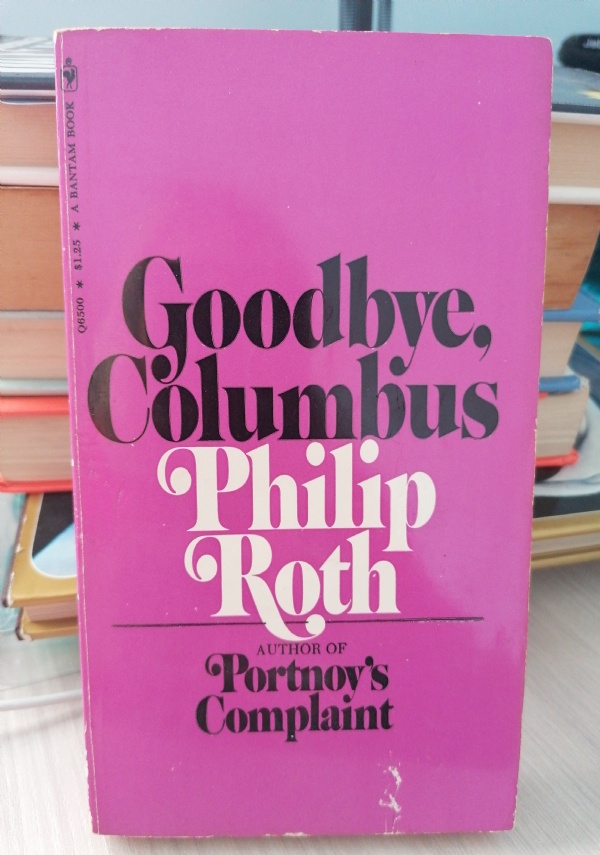 Q6500 * $1.25 * A BANTAM BOOK
Goodbye,
Columbus
Philip
Roth
AUTHOR OF
Portnoy's
Complaint